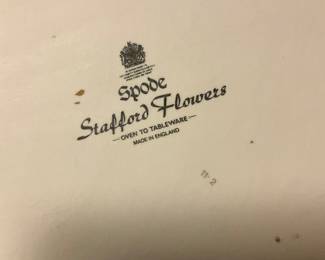 Spode
Stafford Flowers
OVEN TO TABLEWARE
MADE IN ENGLAND